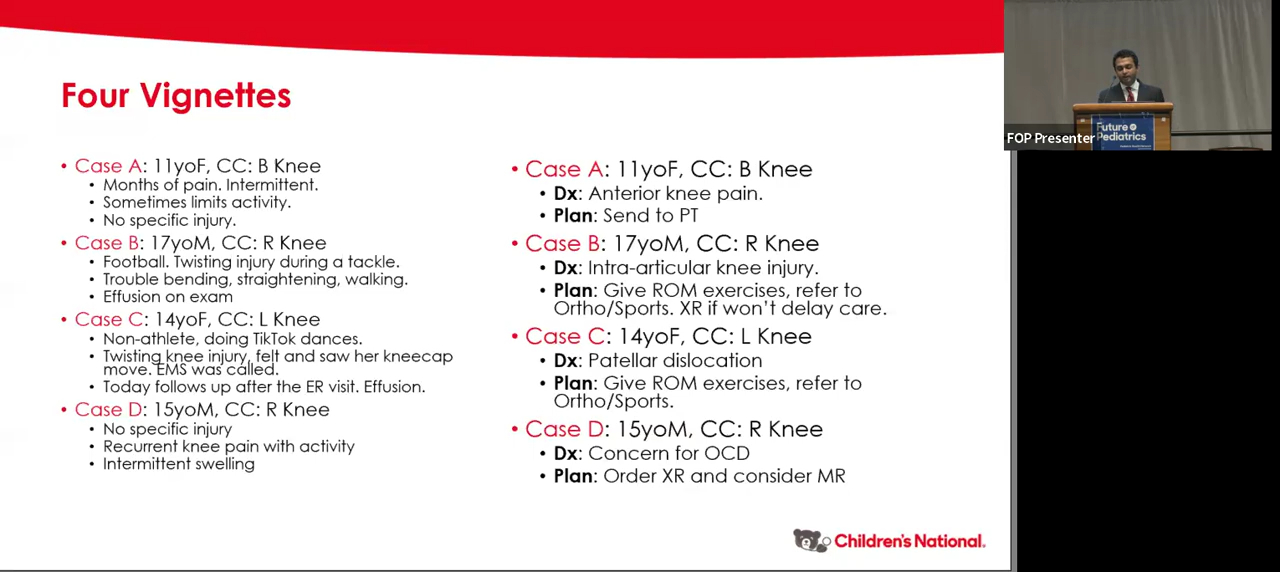 Four Vignettes
• Case A: 11yoF, CC: B Knee
• Months of pain. Intermittent.
• Sometimes limits activity.
• No specific injury.
• Case B: 17yoM, CC: R Knee
• Football. Twisting injury during a tackle.
• Trouble bending, straightening, walking.
• Effusion on exam
• Case C: 14yoF, CC: L Knee
• Non-athlete, doing TikTok dances.
• Twisting knee injury, felt and saw her kneecap
move. EMS was called.
• Today follows up after the ER visit. Effusion.
• Case D: 15yoM, CC: R Knee
• No specific injury
• Recurrent knee pain with activity
• Intermittent swelling
• Case A: 11yoF, CC: B Knee
• Dx: Anterior knee pain.
• Plan: Send to PT
• Case B: 17yoM, CC: R Knee
• Dx: Intra-articular knee injury.
• Plan: Give ROM exercises, refer to
Ortho/Sports. XR if won't delay care.
• Case C: 14yoF, CC: L Knee
• Dx: Patellar dislocation
• Plan: Give ROM exercises, refer to
Ortho/Sports.
• Case D: 15yoM, CC: R Knee
• Dx: Concern for OCD
• Plan: Order XR and consider MR
Children's National.
FOP Presenter
Future of
Pediatrics